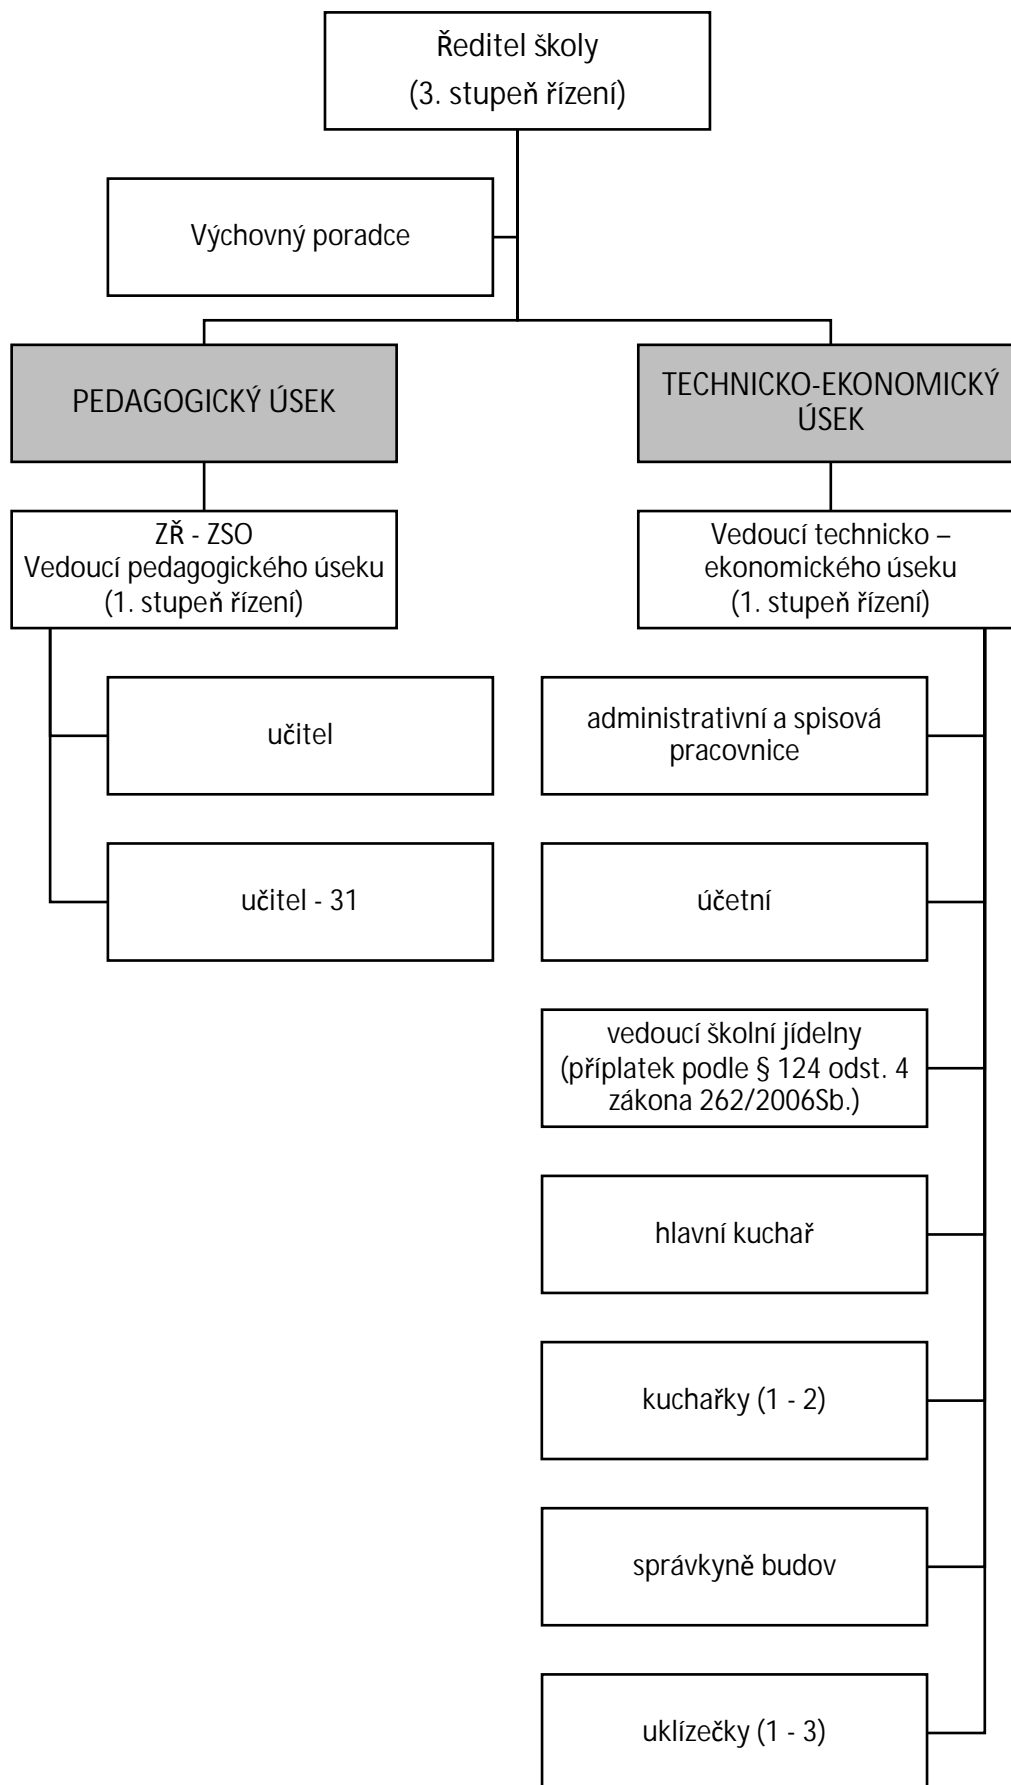 Ředitel školy
(3. stupeň řízení)
Výchovný poradce
PEDAGOGICKÝ ÚSEK
TECHNICKO-EKONOMICKÝ
ÚSEK
ZŘ - ZSO
Vedoucí pedagogického úseku
(1. stupeň řízení)
Vedoucí technicko –
ekonomického úseku
(1. stupeň řízení)
učitel
učitel - 31
administrativní a spisová
pracovnice
účetní
vedoucí školní jídelny
(příplatek podle § 124 odst. 4
zákona 262/2006Sb.)
hlavní kuchař
kuchařky (1 - 2)
správkyně budov
uklízečky (1 - 3)